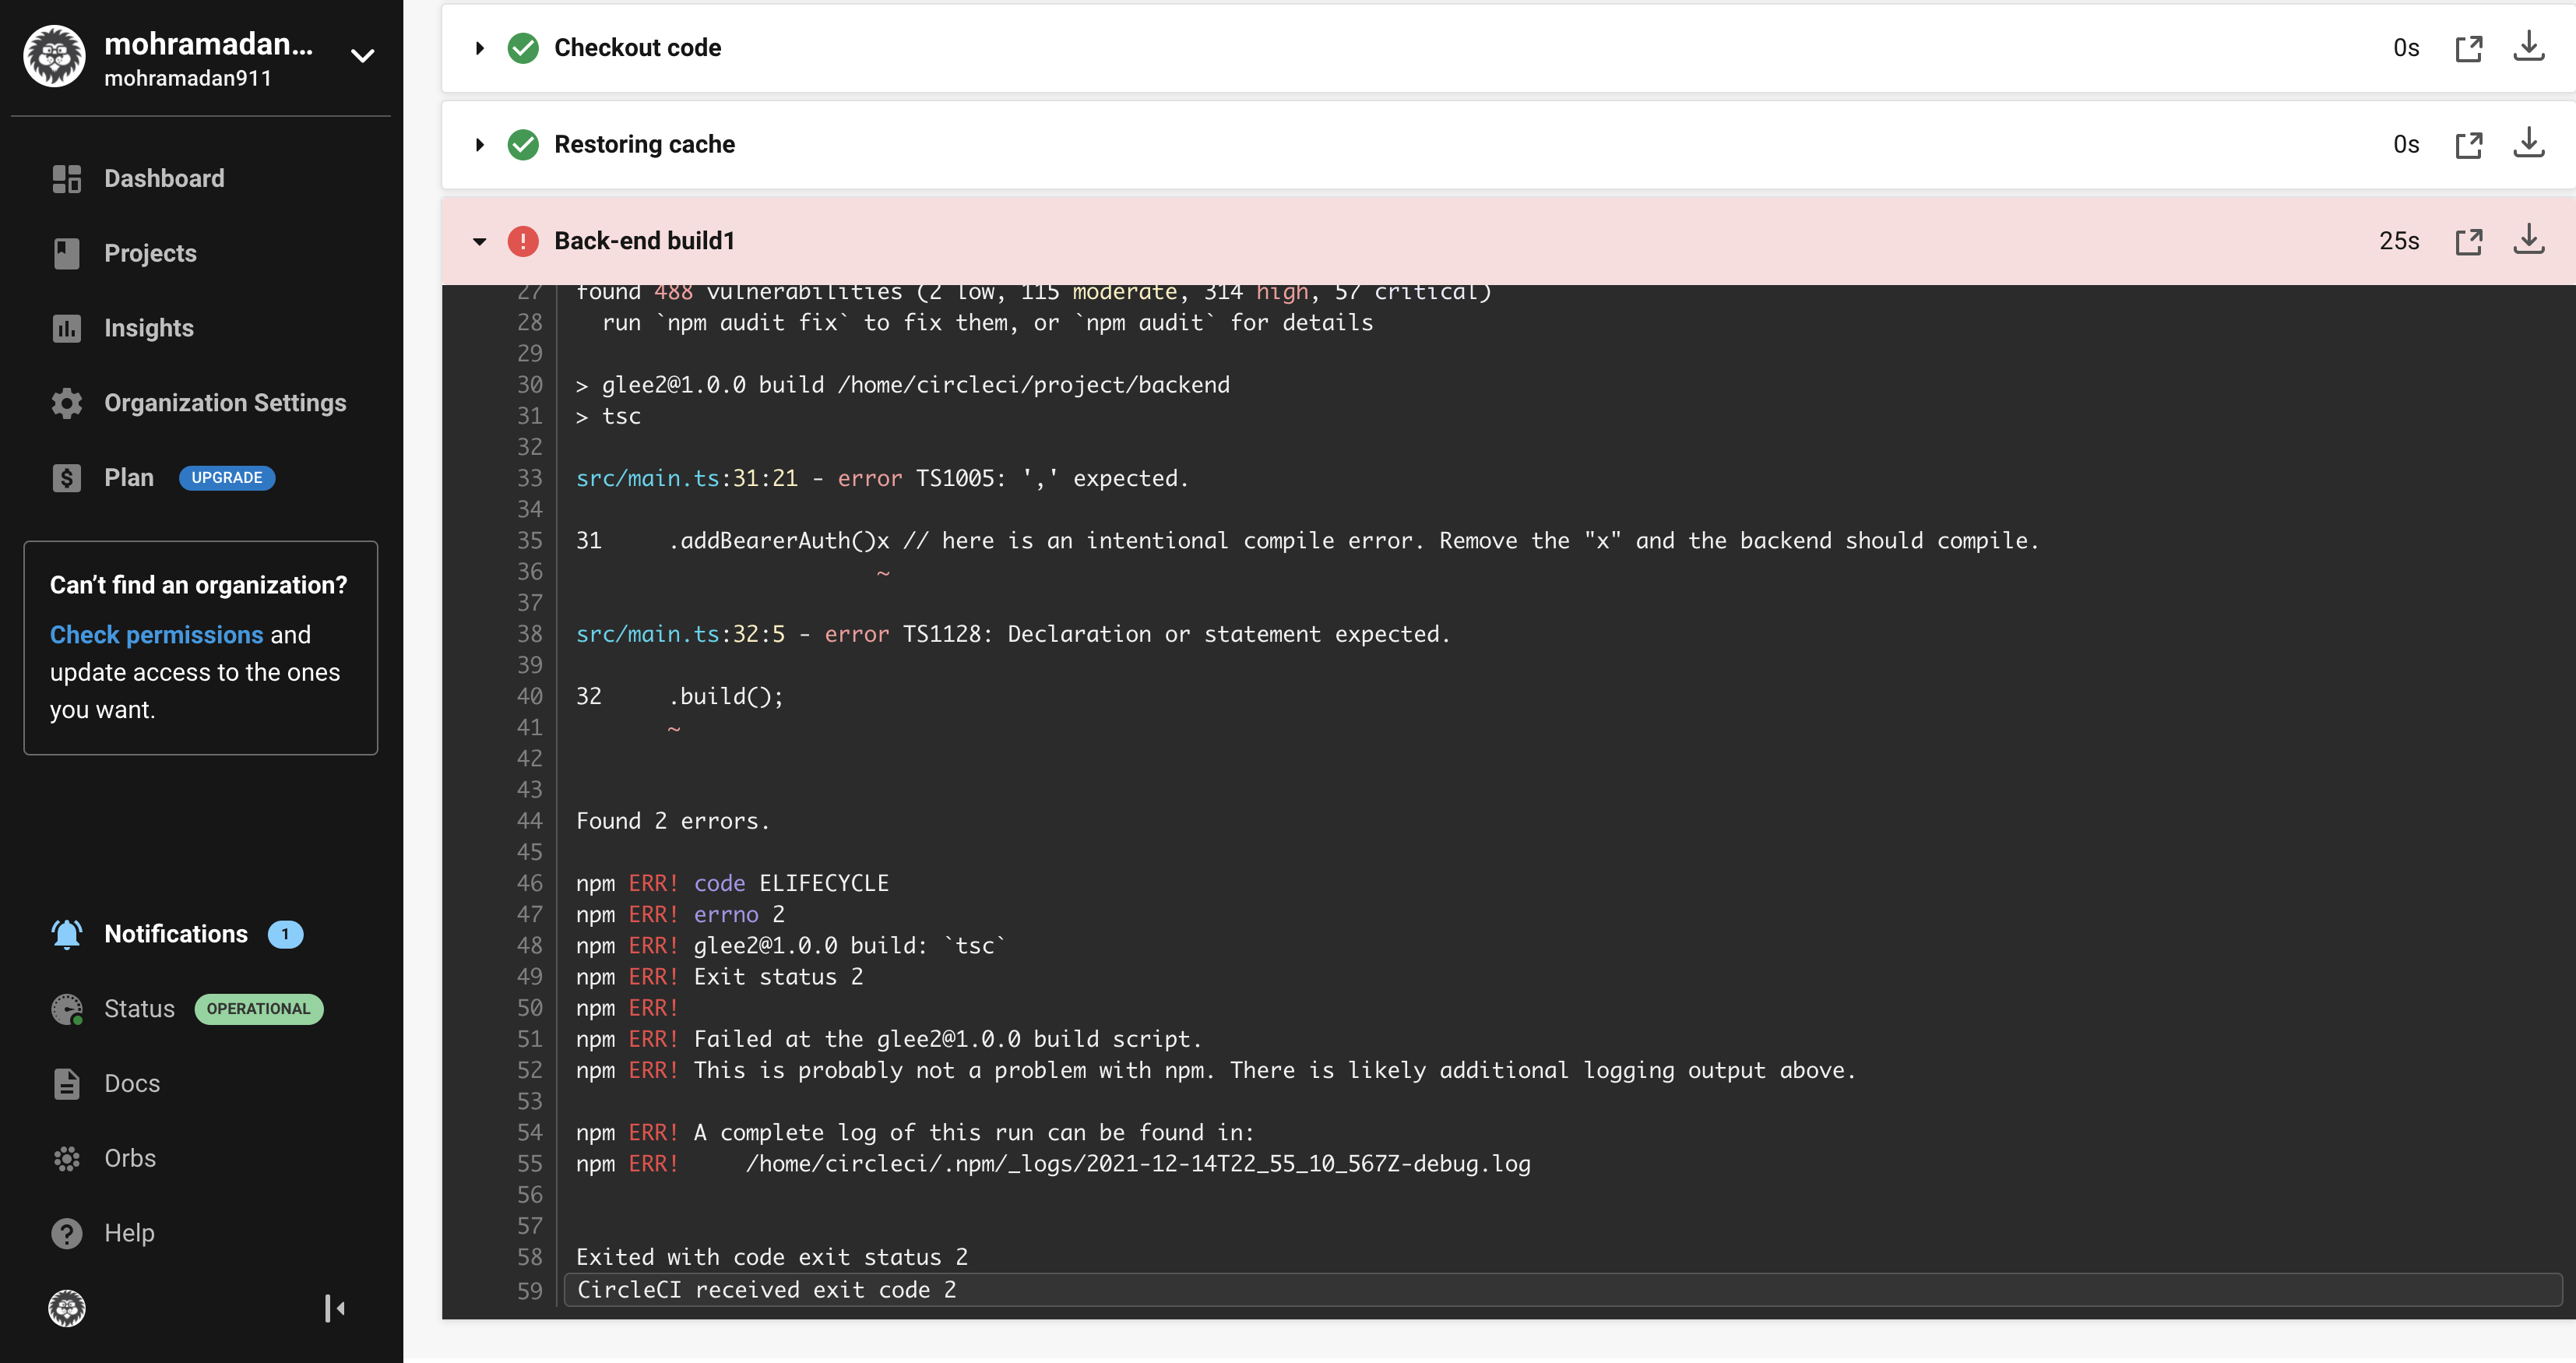 mohramadan...
mohramadan911
Dashboard
Projects
Insights
Organization Settings
Plan UPGRADE
Can’t find an organization?
Check permissions and
update access to the ones
you want.
Notifications 1
Status OPERATIONAL
Docs
Orbs
Help
Checkout code 0s
Restoring cache 0s
Back-end build1 25s
27 found 488 vulnerabilities (2 low, 115 moderate, 314 high, 57 critical)
28 run `npm audit fix` to fix them, or `npm audit` for details
29
30 > glee2@1.0.0 build /home/circleci/project/backend
31 > tsc
32
33 src/main.ts:31:21 - error TS1005: ',' expected.
34
35 31 .addBearerAuth()x // here is an intentional compile error. Remove the "x" and the backend should compile.
36 ~
37
38 src/main.ts:32:5 - error TS1128: Declaration or statement expected.
39
40 32 .build();
41 ~
42
43
44 Found 2 errors.
45
46 npm ERR! code ELIFECYCLE
47 npm ERR! errno 2
48 npm ERR! glee2@1.0.0 build: `tsc`
49 npm ERR! Exit status 2
50 npm ERR!
51 npm ERR! Failed at the glee2@1.0.0 build script.
52 npm ERR! This is probably not a problem with npm. There is likely additional logging output above.
53
54 npm ERR! A complete log of this run can be found in:
55 npm ERR! /home/circleci/.npm/_logs/2021-12-14T22_55_10_567Z-debug.log
56
57
58 Exited with code exit status 2
59 CircleCI received exit code 2